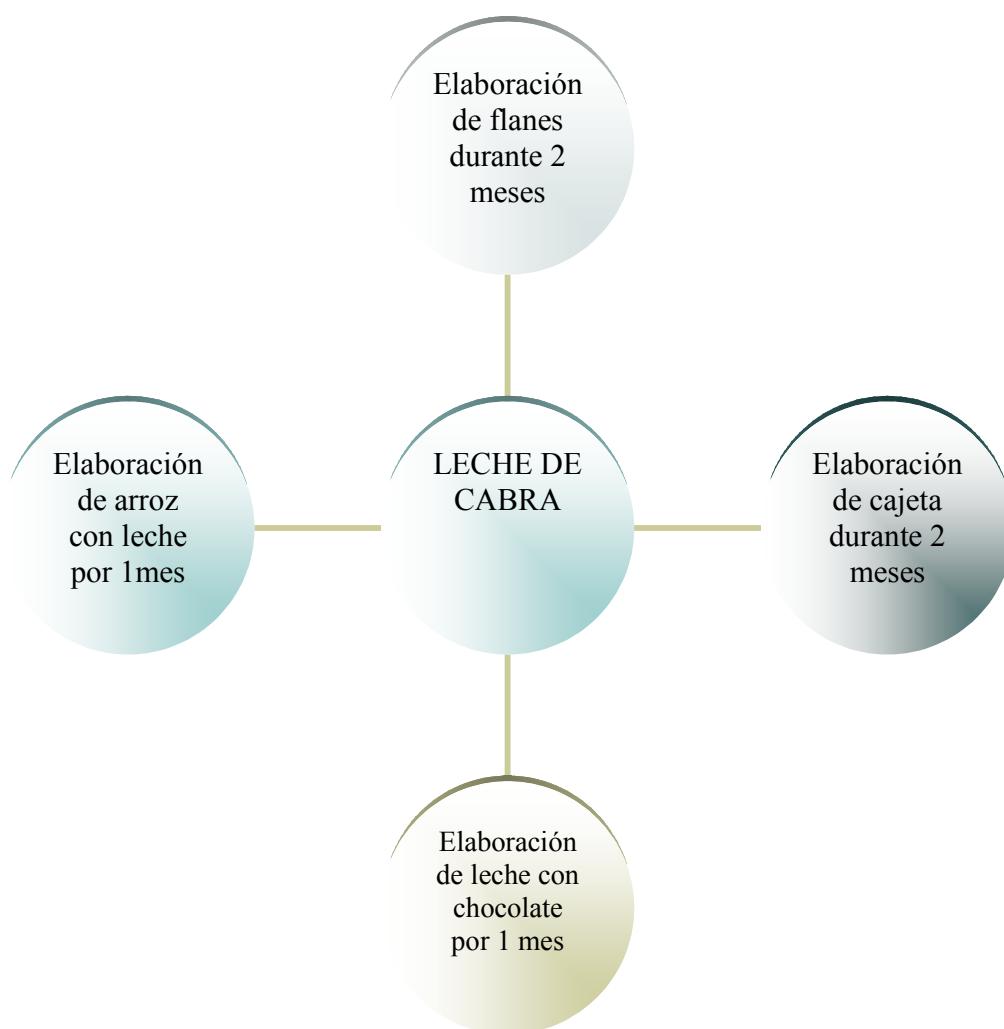 Elaboración
de flanes
durante 2
meses
Elaboración
de arroz
con leche
por 1mes
LECHE DE
CABRA
Elaboración
de cajeta
durante 2
meses
Elaboración
de leche con
chocolate
por 1 mes